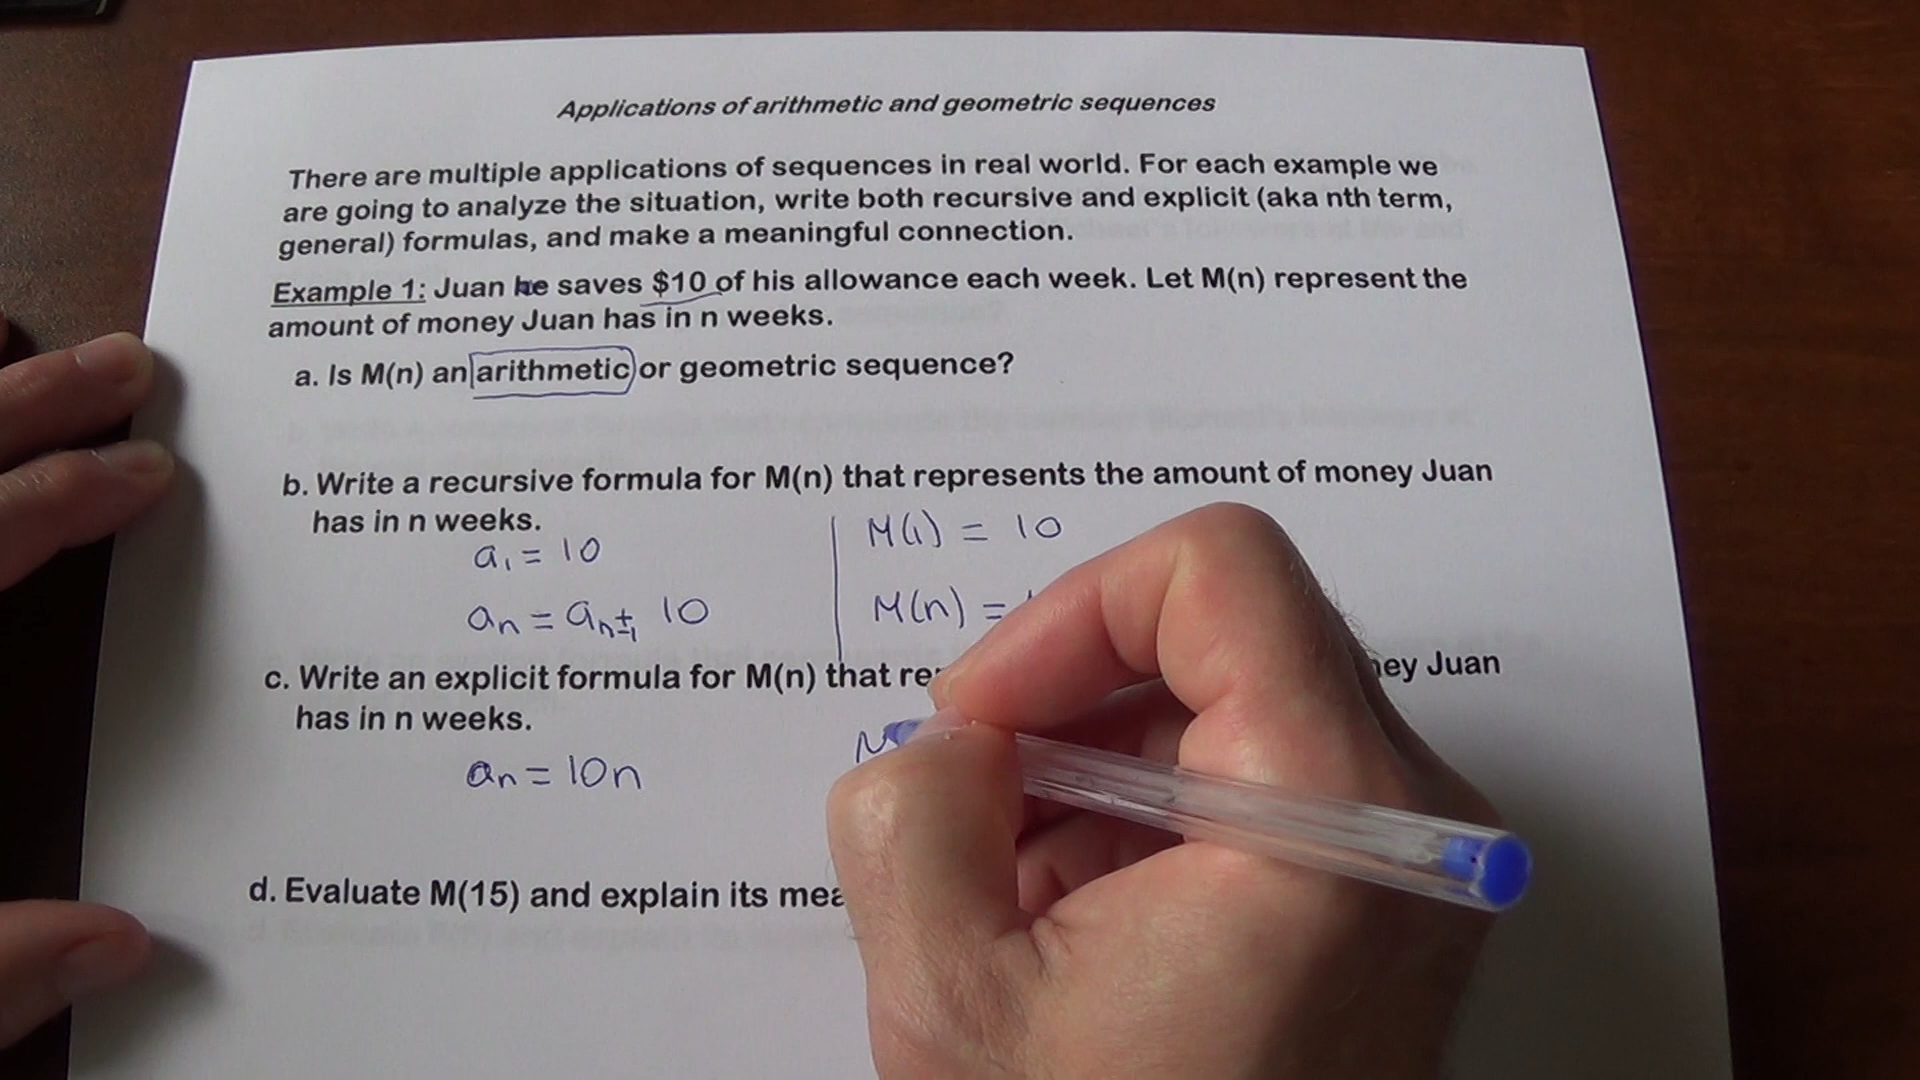 Applications of arithmetic and geometric sequences
There are multiple applications of sequences in real world. For each example we
are going to analyze the situation, write both recursive and explicit (aka nth term,
general) formulas, and make a meaningful connection.
Example 1: Juan he saves $10 of his allowance each week. Let M(n) represent the
amount of money Juan has in n weeks.
a. Is M(n) an arithmetic or geometric sequence?
b. Write a recursive formula for M(n) that represents the amount of money Juan
has in n weeks.
a₁ = 10
M(1) = 10
aₙ = aₙ₋₁ + 10
M(n) =
c. Write an explicit formula for M(n) that Juan
has in n weeks.
aₙ = 10n
d. Evaluate M(15) and explain its